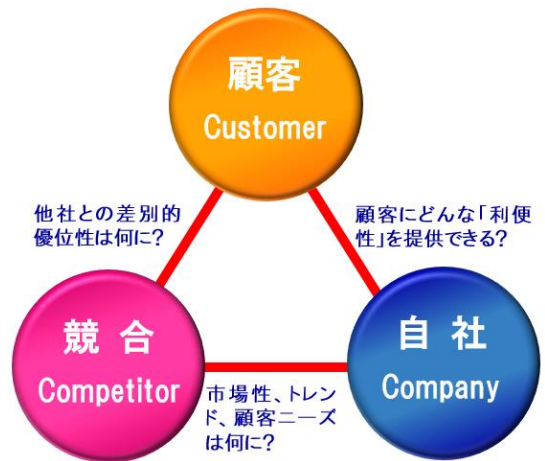 顧客
Customer
他社との差別的
優位性は何に?
顧客にどんな「利便
性」を提供できる?
競 合
Competitor
自 社
Company
市場性、トレン
ド、顧客ニーズ
は何に?